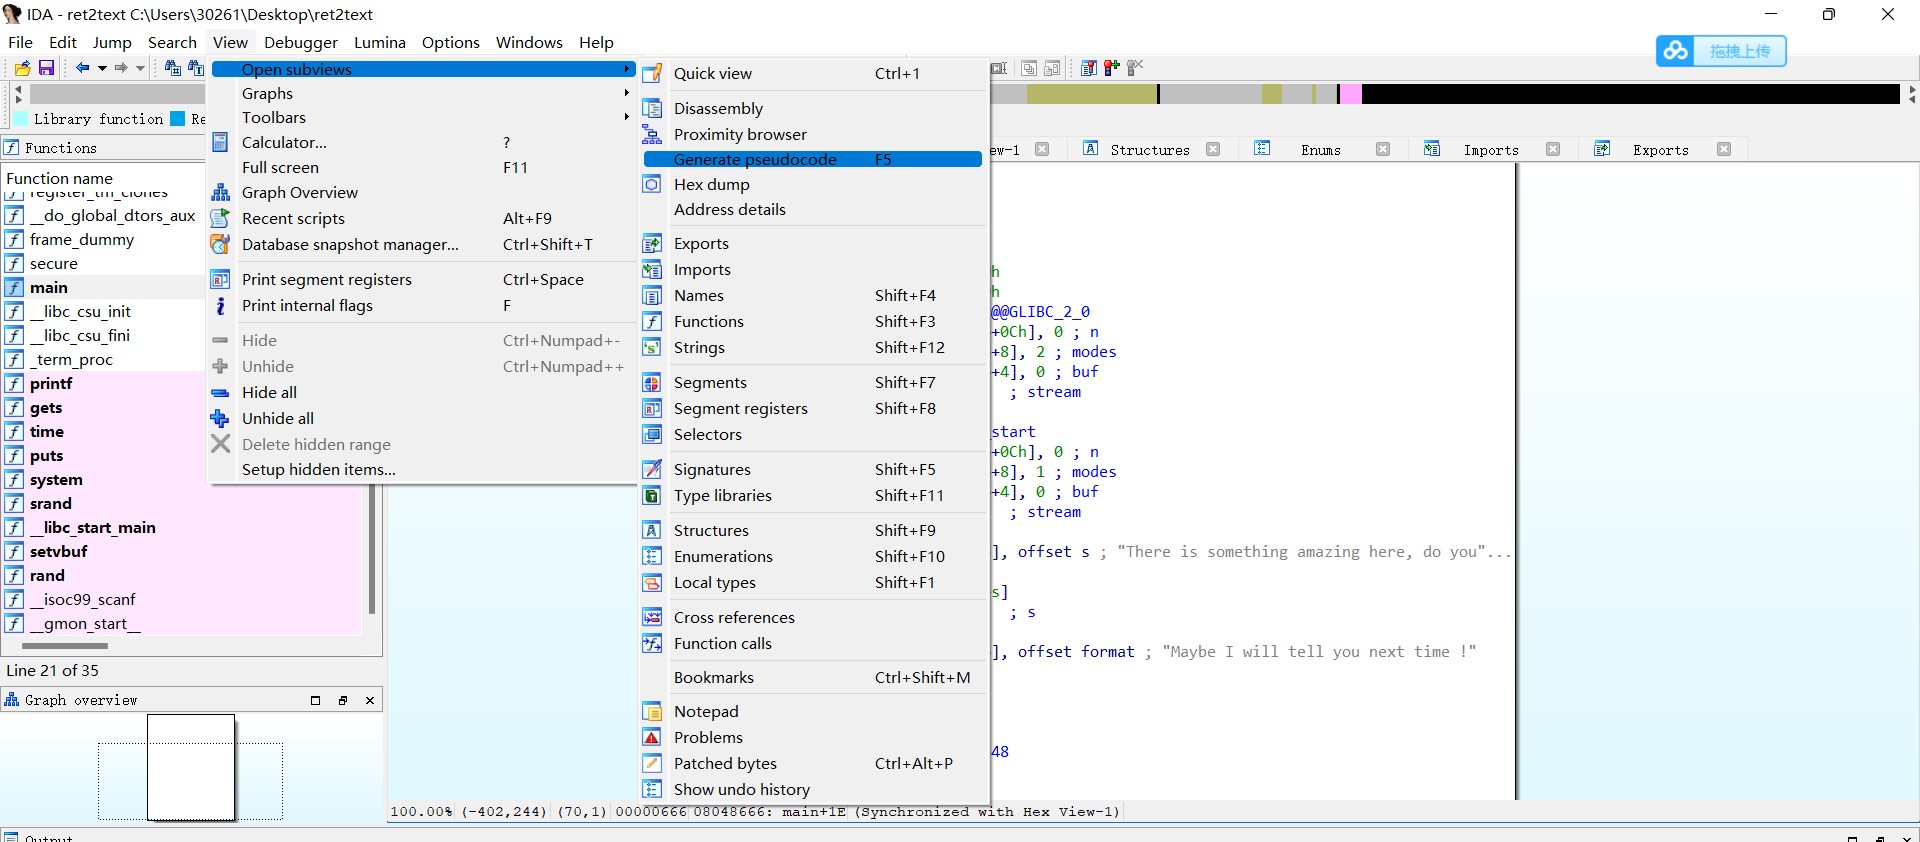 IDA - ret2text C:\Users\30261\Desktop\ret2text
File Edit Jump Search View Debugger Lumina Options Windows Help
拖拽上传
Library function Re
Functions
Function name
register_tm_clones
__do_global_dtors_aux
frame_dummy
secure
main
__libc_csu_init
__libc_csu_fini
_term_proc
printf
gets
time
puts
system
srand
__libc_start_main
setvbuf
rand
__isoc99_scanf
__gmon_start__
Line 21 of 35
Graph overview
Open subviews
Graphs
Toolbars
Calculator... ?
Full screen F11
Graph Overview
Recent scripts Alt+F9
Database snapshot manager... Ctrl+Shift+T
Print segment registers Ctrl+Space
Print internal flags F
Hide Ctrl+Numpad+-
Unhide Ctrl+Numpad++
Hide all
Unhide all
Delete hidden range
Setup hidden items...
Quick view Ctrl+1
Disassembly
Proximity browser
Generate pseudocode F5
Hex dump
Address details
Exports
Imports
Names Shift+F4
Functions Shift+F3
Strings Shift+F12
Segments Shift+F7
Segment registers Shift+F8
Selectors
Signatures Shift+F5
Type libraries Shift+F11
Structures Shift+F9
Enumerations Shift+F10
Local types Shift+F1
Cross references
Function calls
Bookmarks Ctrl+Shift+M
Notepad
Problems
Patched bytes Ctrl+Alt+P
Show undo history
ew-1 Structures Enums Imports Exports
h
h
@@GLIBC_2_0
+0Ch], 0 ; n
+8], 2 ; modes
+4], 0 ; buf
; stream
_start
+0Ch], 0 ; n
+8], 1 ; modes
+4], 0 ; buf
; stream
], offset s ; "There is something amazing here, do you"...
s]
; s
], offset format ; "Maybe I will tell you next time !"
48
100.00% (-402,244) (70,1) 00000666 08048666: main+1E (Synchronized with Hex View-1)
Output